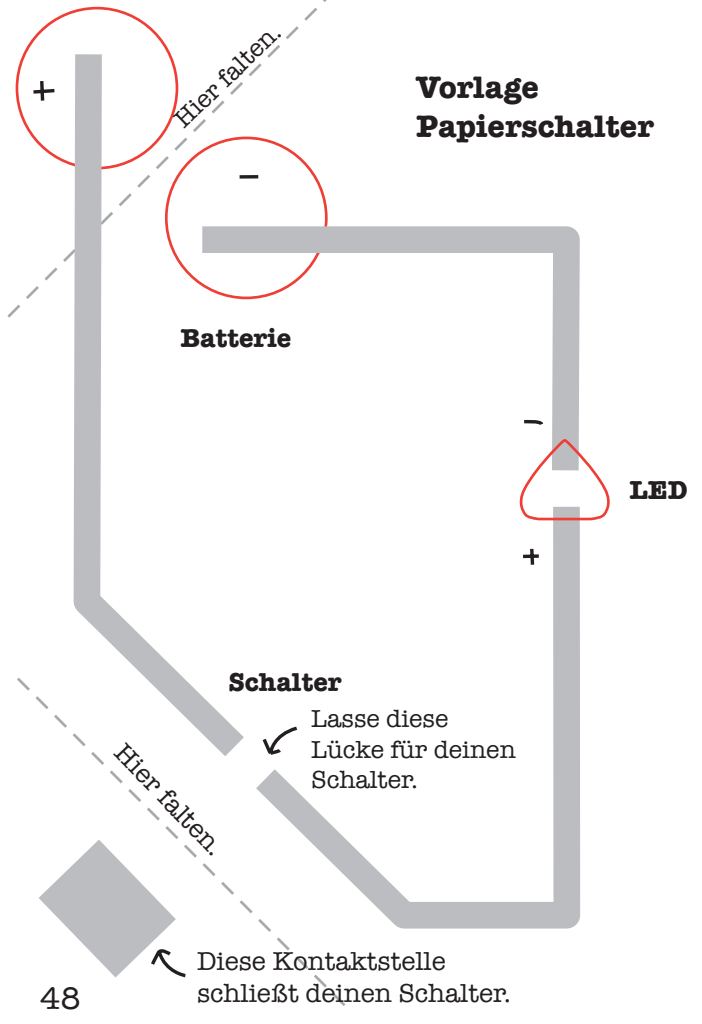 +
Hier falten.
Vorlage
Papierschalter
–
Batterie
–
LED
+
Schalter
Lasse diese
Lücke für deinen
Schalter.
Hier falten.
Diese Kontaktstelle
schließt deinen Schalter.
48